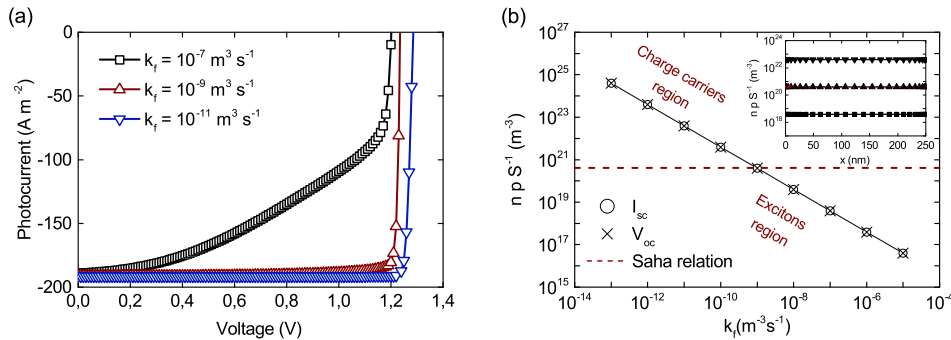 (a)
0
-50
-100
-150
-200
Photocurrent (A m⁻²)
k_f = 10⁻⁷ m³ s⁻¹
k_f = 10⁻⁹ m³ s⁻¹
k_f = 10⁻¹¹ m³ s⁻¹
0,0 0,2 0,4 0,6 0,8 1,0 1,2 1,4
Voltage (V)
(b)
10²⁷
10²⁵
10²³
10²¹
10¹⁹
10¹⁷
10¹⁵
n p S⁻¹ (m⁻³)
Charge carriers
region
Excitons
region
I_sc
V_oc
Saha relation
10⁻¹⁴ 10⁻¹² 10⁻¹⁰ 10⁻⁸ 10⁻⁶ 10⁻⁴
k_f(m⁻³s⁻¹)
10²⁴
10²²
10²⁰
10¹⁸
n p S⁻¹ (m⁻³)
0 50 100 150 200 250
x (nm)